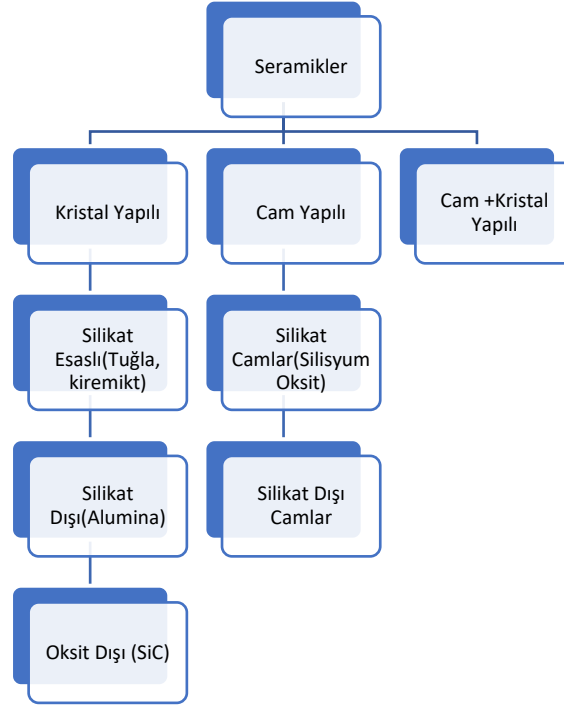 Seramikler
Kristal Yapılı
Cam Yapılı
Cam +Kristal
Yapılı
Silikat
Esaslı(Tuğla,
kiremikt)
Silikat
Camlar(Silisyum
Oksit)
Silikat
Dışı(Alumina)
Silikat Dışı
Camlar
Oksit Dışı (SiC)